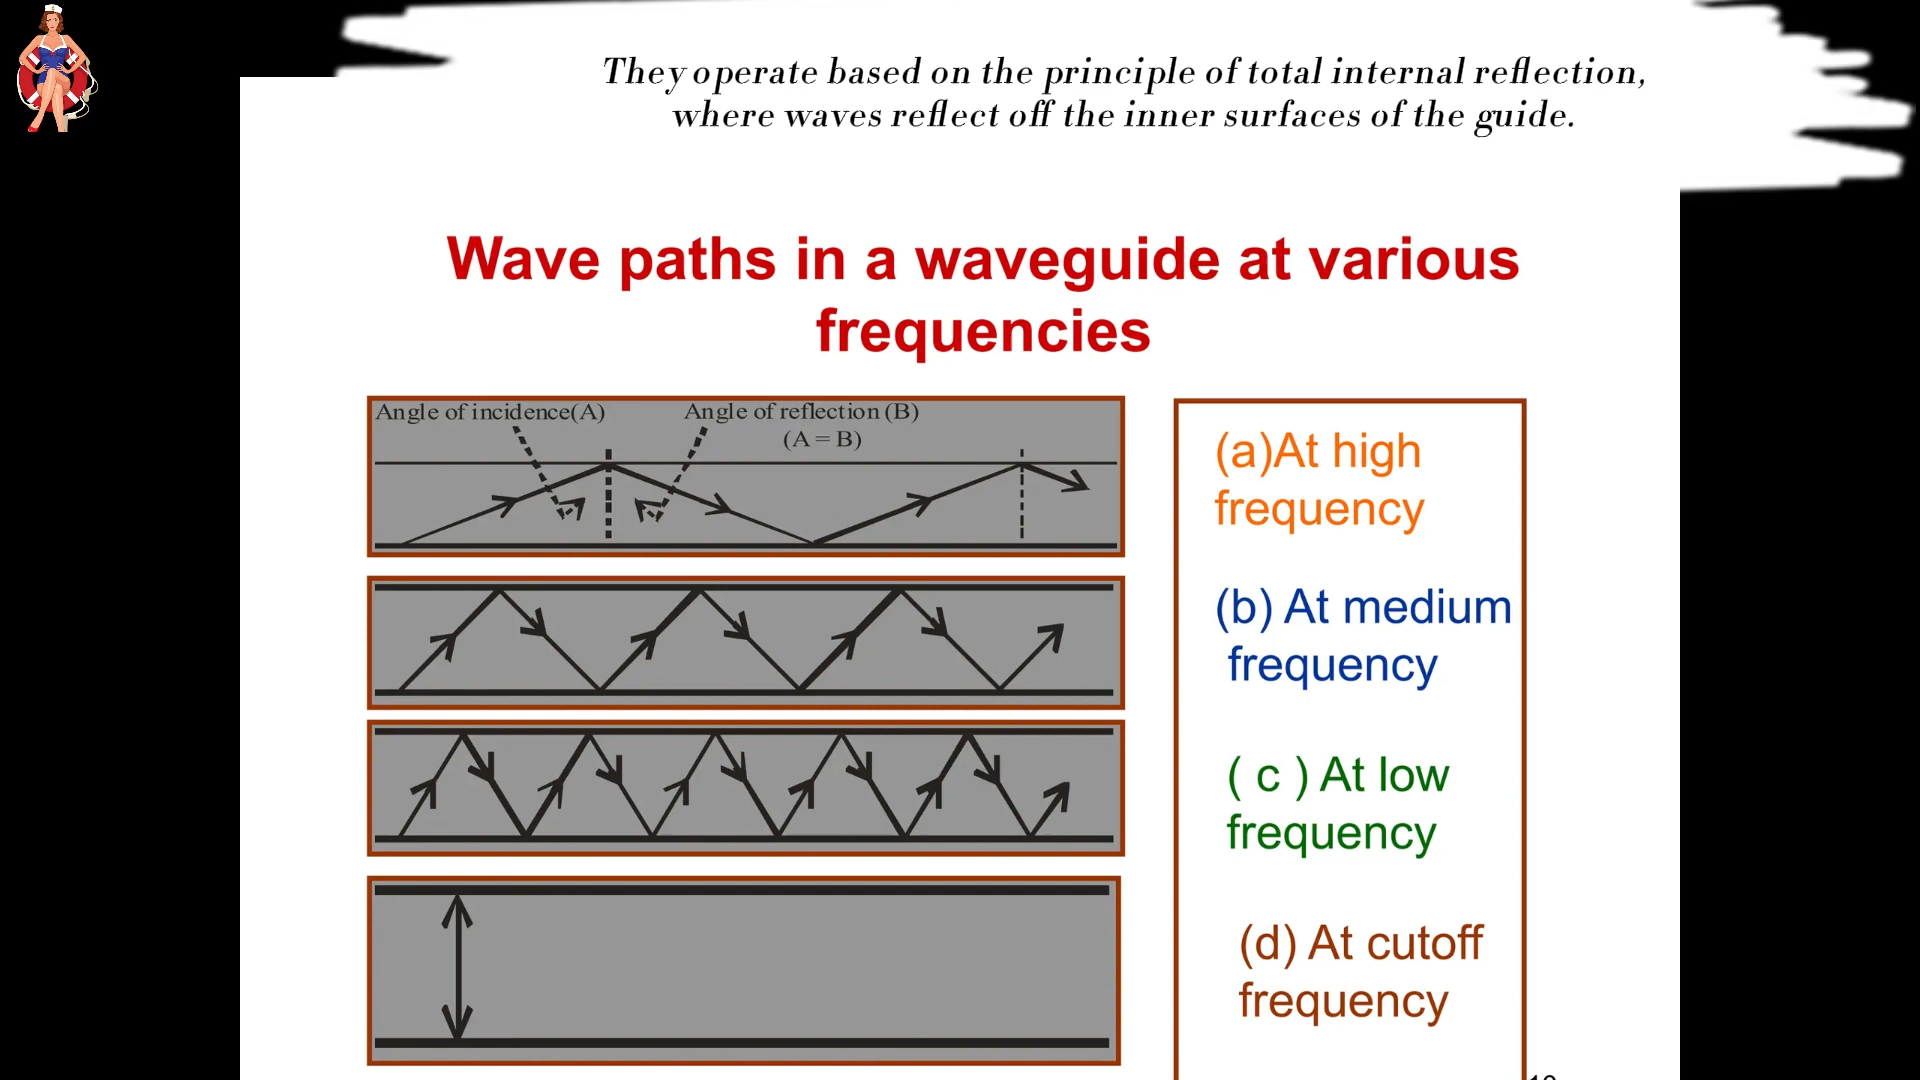 They operate based on the principle of total internal reflection,
where waves reflect off the inner surfaces of the guide.
Wave paths in a waveguide at various
frequencies
Angle of incidence(A)
Angle of reflection (B)
(A = B)
(a)At high
frequency
(b) At medium
frequency
( c ) At low
frequency
(d) At cutoff
frequency